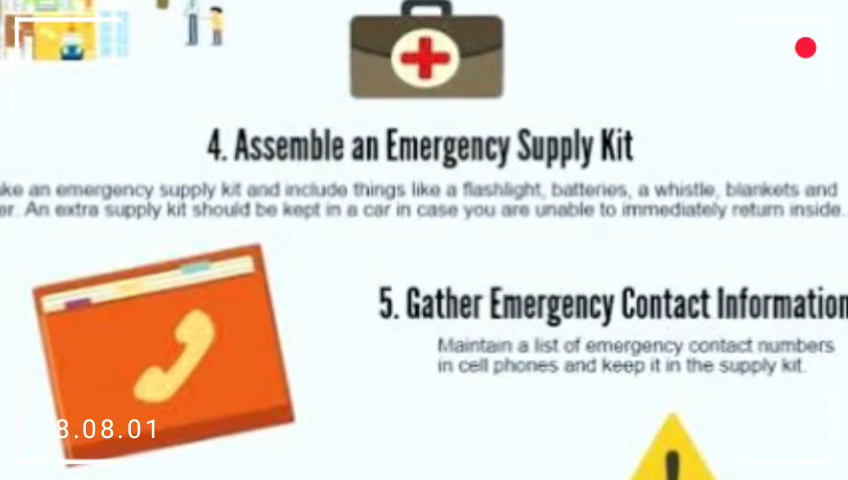 4. Assemble an Emergency Supply Kit
ke an emergency supply kit and include things like a flashlight, batteries, a whistle, blankets and
er. An extra supply kit should be kept in a car in case you are unable to immediately return inside.
5. Gather Emergency Contact Information
Maintain a list of emergency contact numbers
in cell phones and keep it in the supply kit.
8.08.01